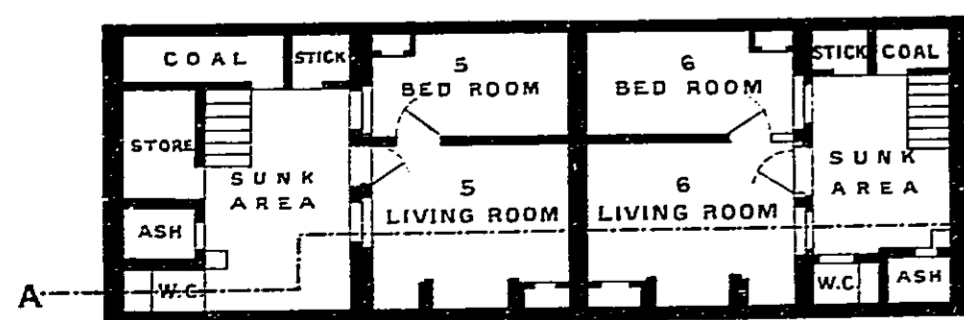 COAL
STICK
5
BED ROOM
6
BED ROOM
STICK
COAL
STORE
SUNK
AREA
5
LIVING ROOM
6
LIVING ROOM
SUNK
AREA
ASH
W.C.
A
W.C.
ASH